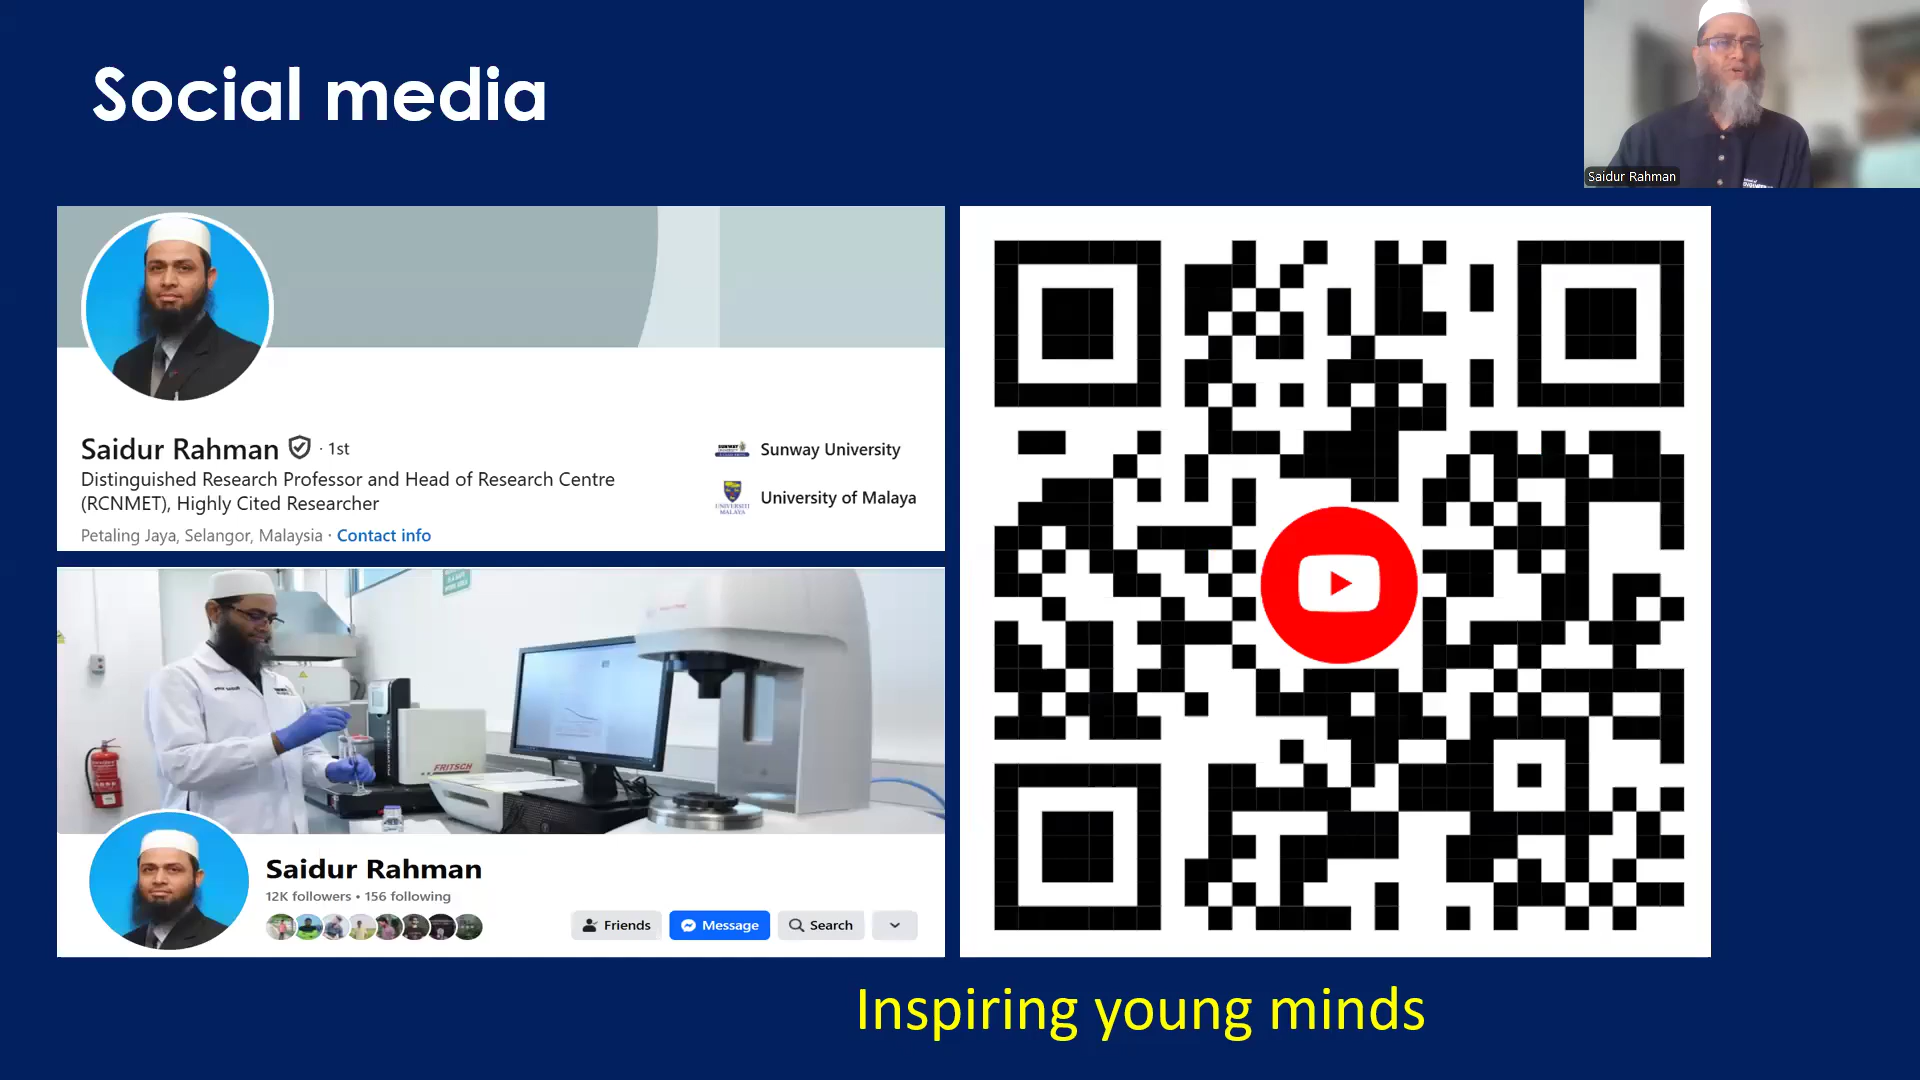 Social media
Saidur Rahman
Saidur Rahman · 1st
Distinguished Research Professor and Head of Research Centre
(RCNMET), Highly Cited Researcher
Petaling Jaya, Selangor, Malaysia · Contact info
Sunway University
University of Malaya
UNIVERSITI
MALAYA
FRITSCH
Saidur Rahman
12K followers • 156 following
Friends
Message
Search
Inspiring young minds